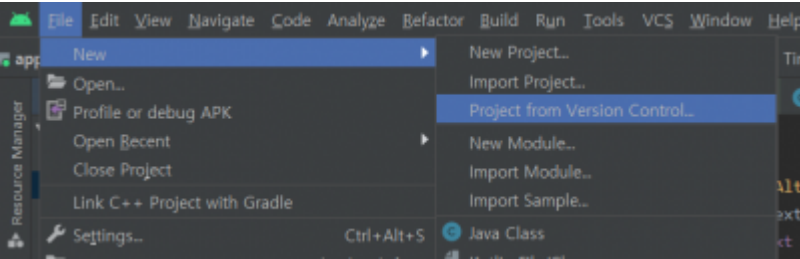 File Edit View Navigate Code Analyze Refactor Build Run Tools VCS Window Help
app
New
Open...
Profile or debug APK
Open Recent
Close Project
Link C++ Project with Gradle
Settings... Ctrl+Alt+S
New Project...
Import Project...
Project from Version Control...
New Module...
Import Module...
Import Sample...
Java Class
Resource Manager